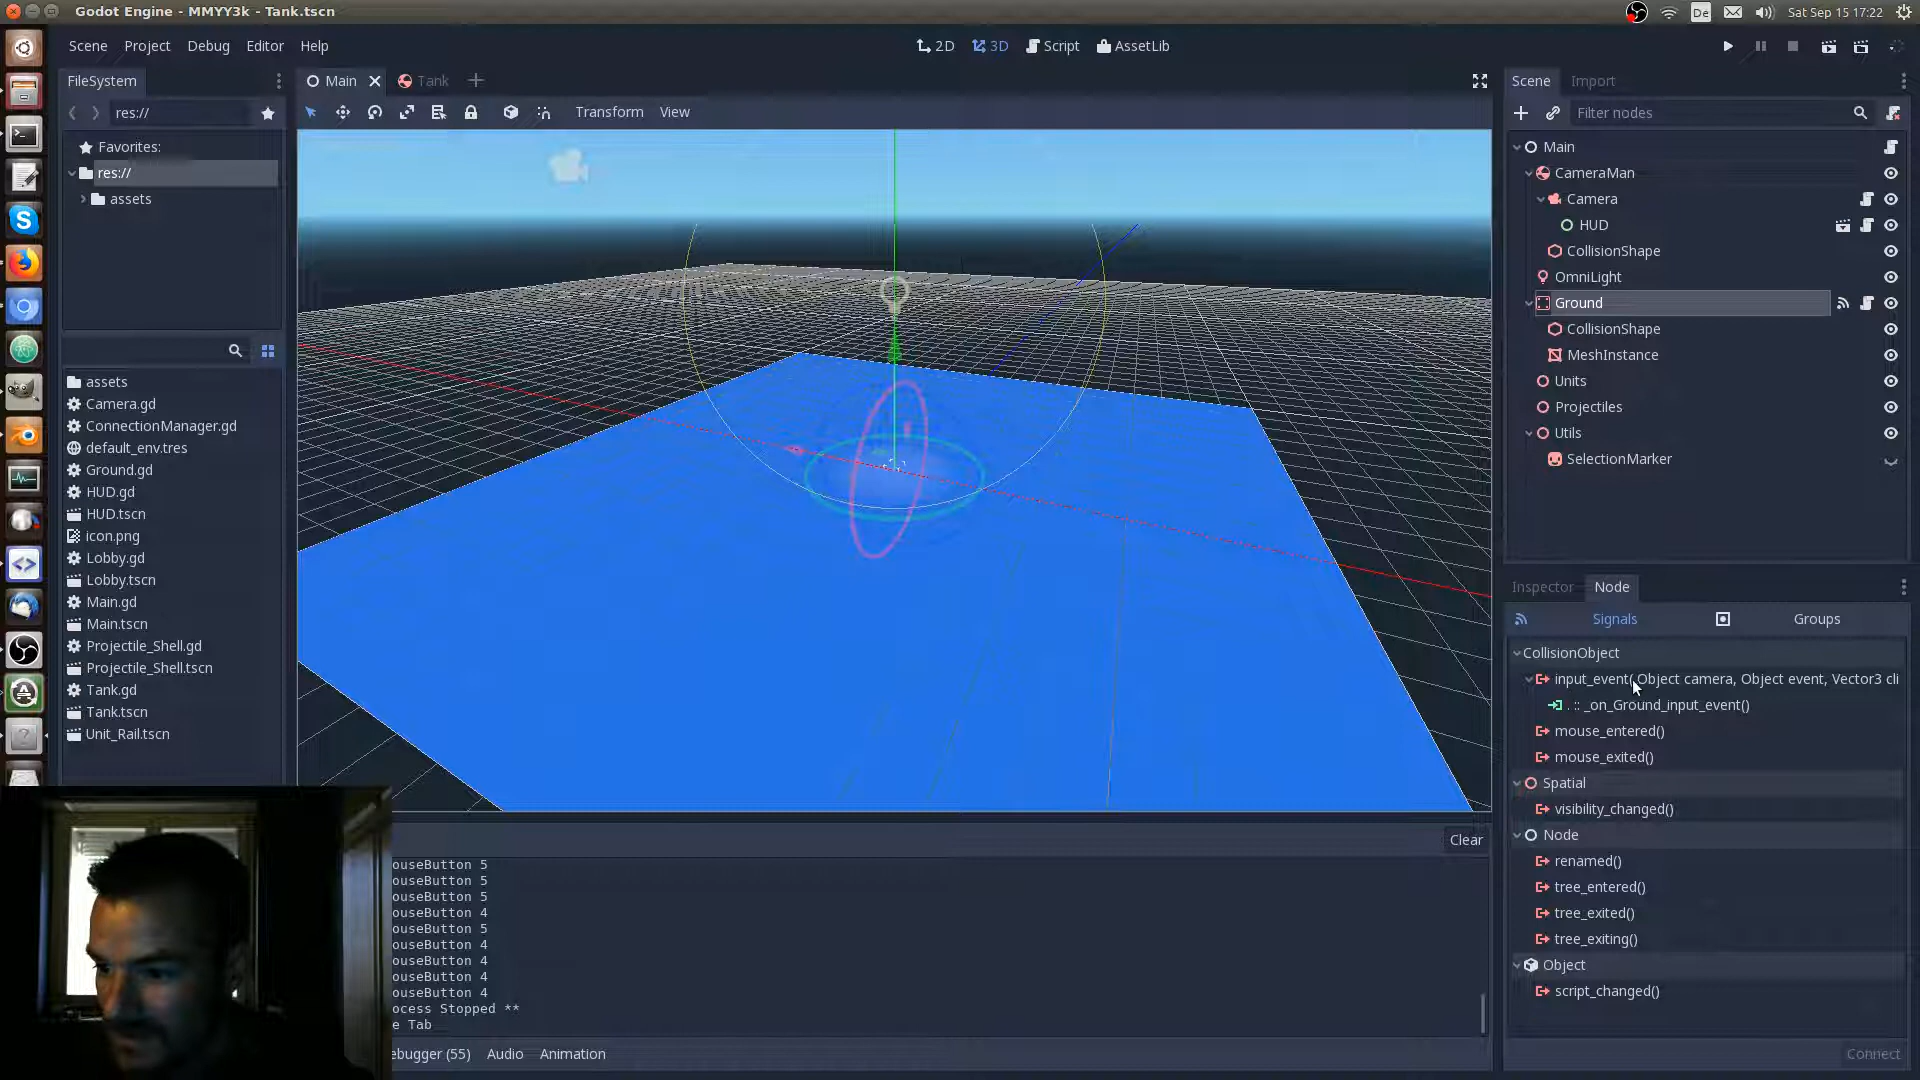 Godot Engine - MMYY3k - Tank.tscn
De
Sat Sep 15 17:22
Scene Project Debug Editor Help
2D 3D Script AssetLib
FileSystem
res://
Favorites:
res://
assets
assets
Camera.gd
ConnectionManager.gd
default_env.tres
Ground.gd
HUD.gd
HUD.tscn
icon.png
Lobby.gd
Lobby.tscn
Main.gd
Main.tscn
Projectile_Shell.gd
Projectile_Shell.tscn
Tank.gd
Tank.tscn
Unit_Rail.tscn
Main Tank
Transform View
Clear
ouseButton 5
ouseButton 5
ouseButton 5
ouseButton 4
ouseButton 5
ouseButton 4
ouseButton 4
ouseButton 4
ouseButton 4
ocess Stopped **
e Tab
ebugger (55) Audio Animation
Scene Import
Filter nodes
Main
CameraMan
Camera
HUD
CollisionShape
OmniLight
Ground
CollisionShape
MeshInstance
Units
Projectiles
Utils
SelectionMarker
Inspector Node
Signals Groups
CollisionObject
input_event( Object camera, Object event, Vector3 cli
. :: _on_Ground_input_event()
mouse_entered()
mouse_exited()
Spatial
visibility_changed()
Node
renamed()
tree_entered()
tree_exited()
tree_exiting()
Object
script_changed()
Connect